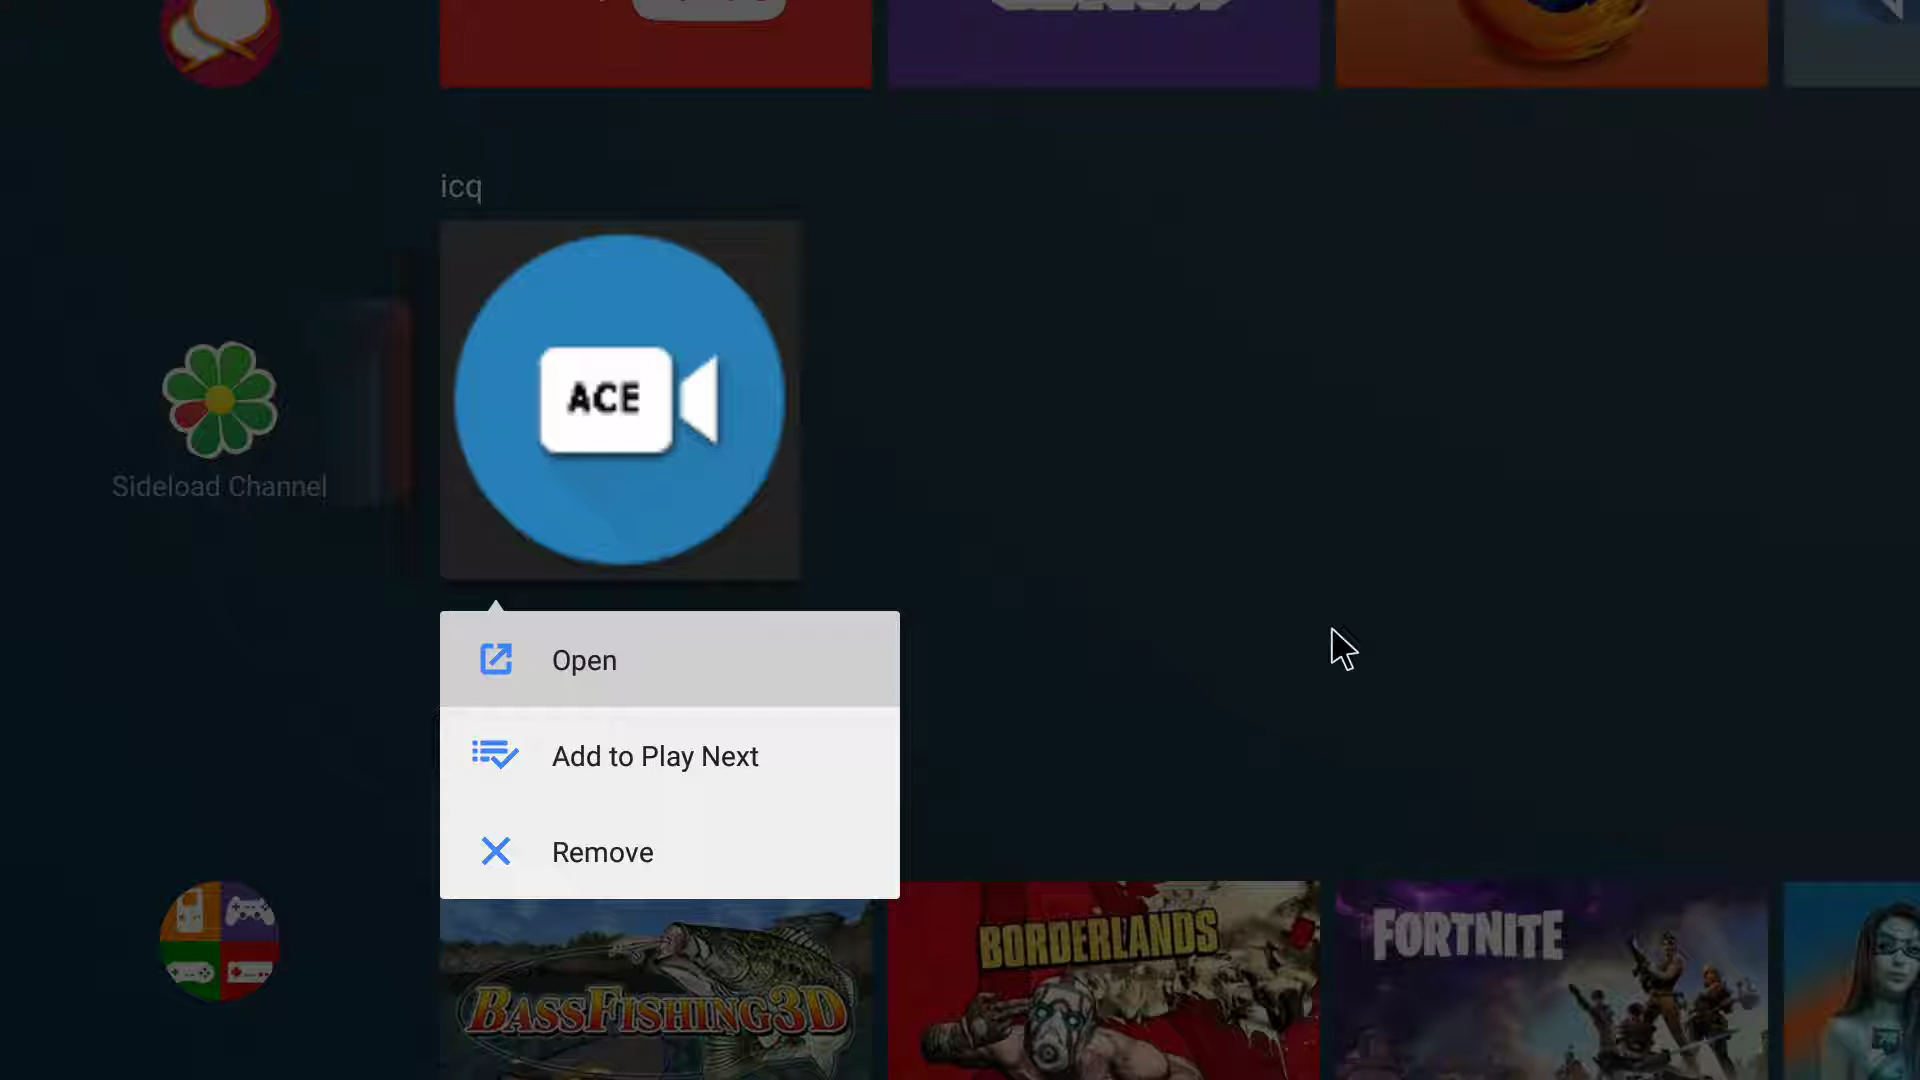 icq
ACE
Sideload Channel
Open
Add to Play Next
Remove
BASSFISHING3D
BORDERLANDS
FORTNITE